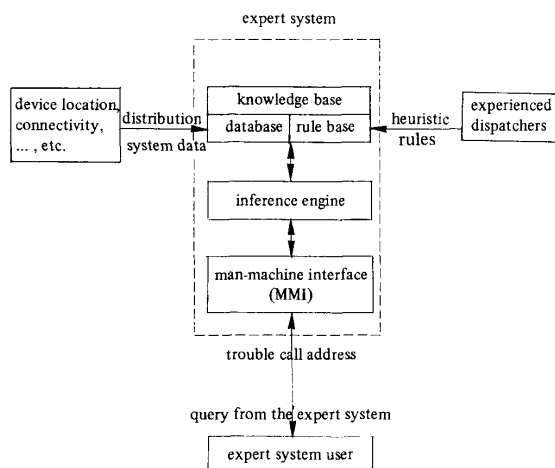 expert system
device location,
connectivity,
... , etc.
distribution
system data
knowledge base
database
rule base
heuristic
rules
experienced
dispatchers
inference engine
man-machine interface
(MMI)
trouble call address
query from the expert system
expert system user